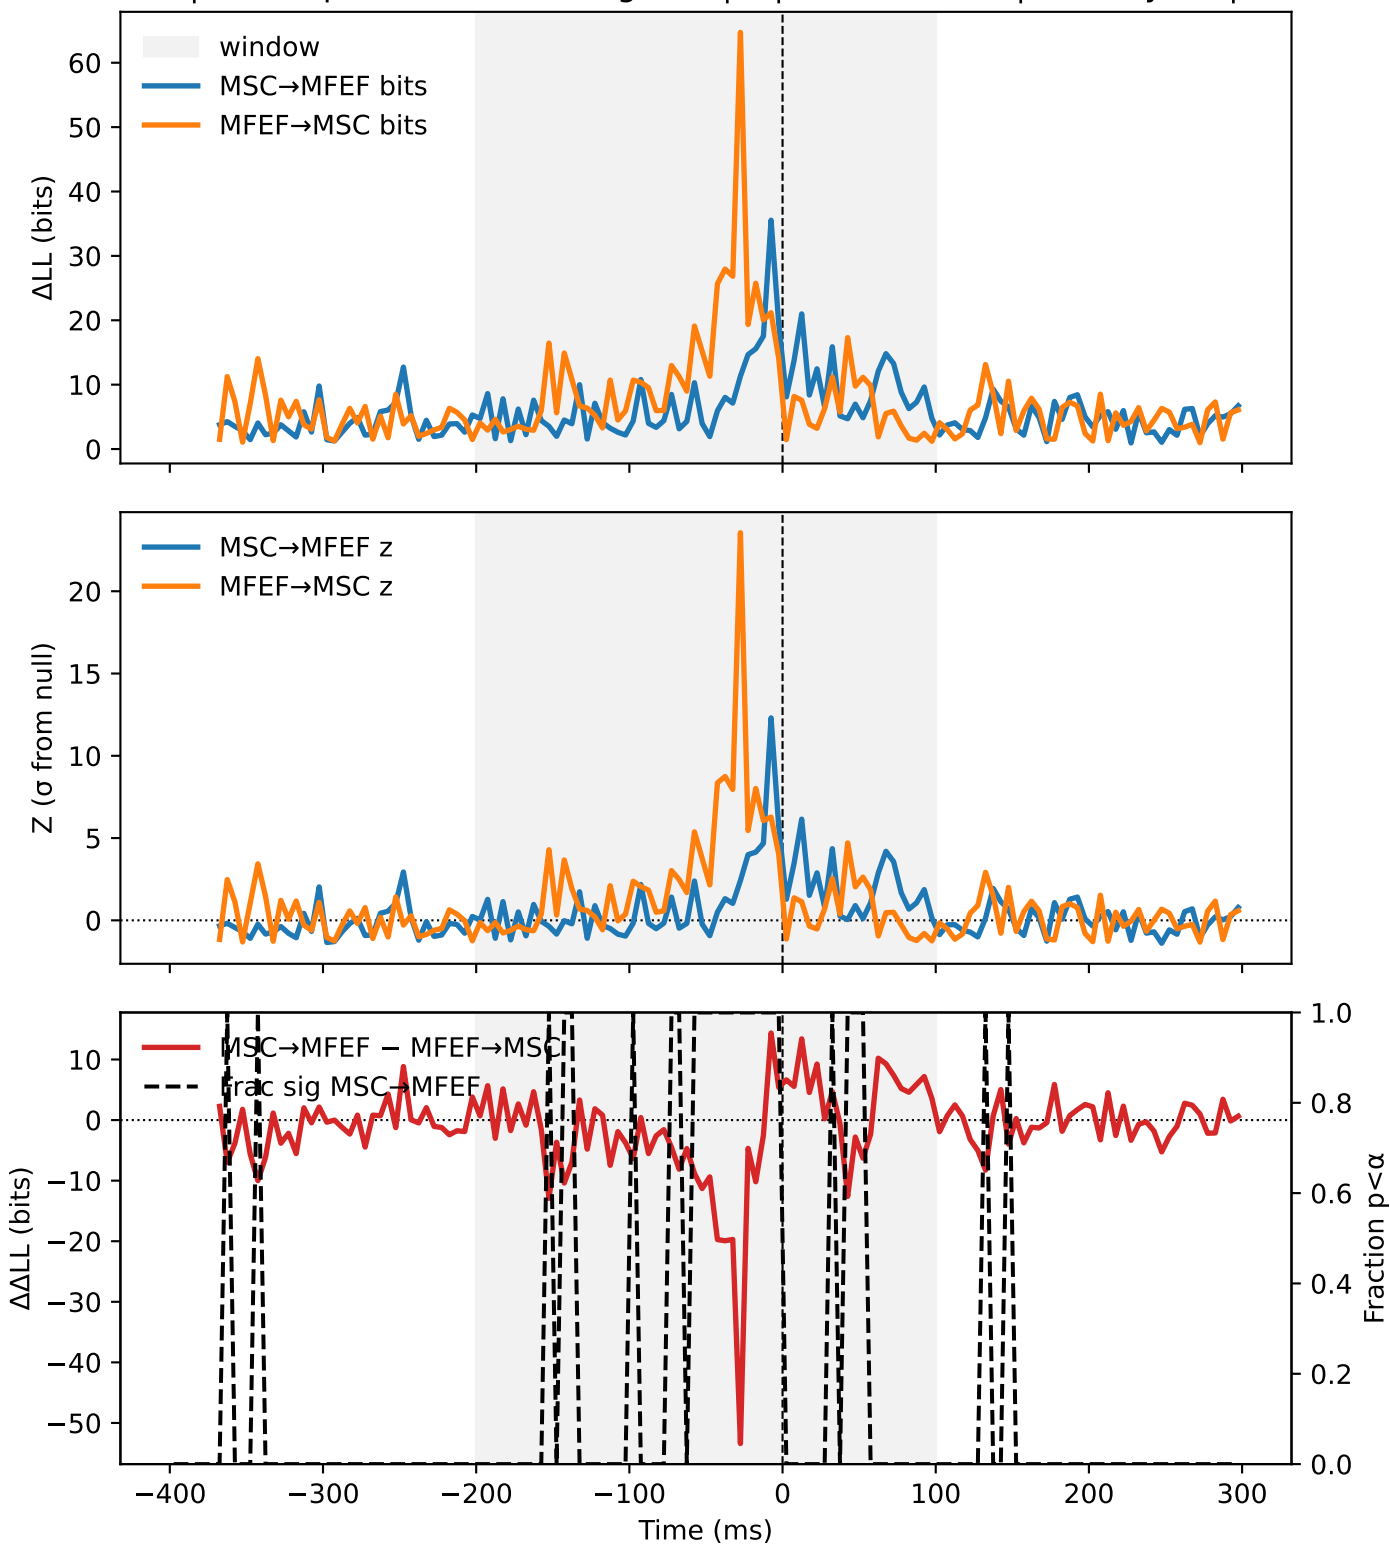 window
MSC→MFEF bits
MFEF→MSC bits
60
50
40
30
20
10
0
ΔLL (bits)
MSC→MFEF z
MFEF→MSC z
20
15
10
5
0
Z (σ from null)
MSC→MFEF − MFEF→MSC
Frac sig MSC→MFEF
10
0
−10
−20
−30
−40
−50
ΔΔLL (bits)
1.0
0.8
0.6
0.4
0.2
0.0
Fraction p<α
−400 −300 −200 −100 0 100 200 300
Time (ms)